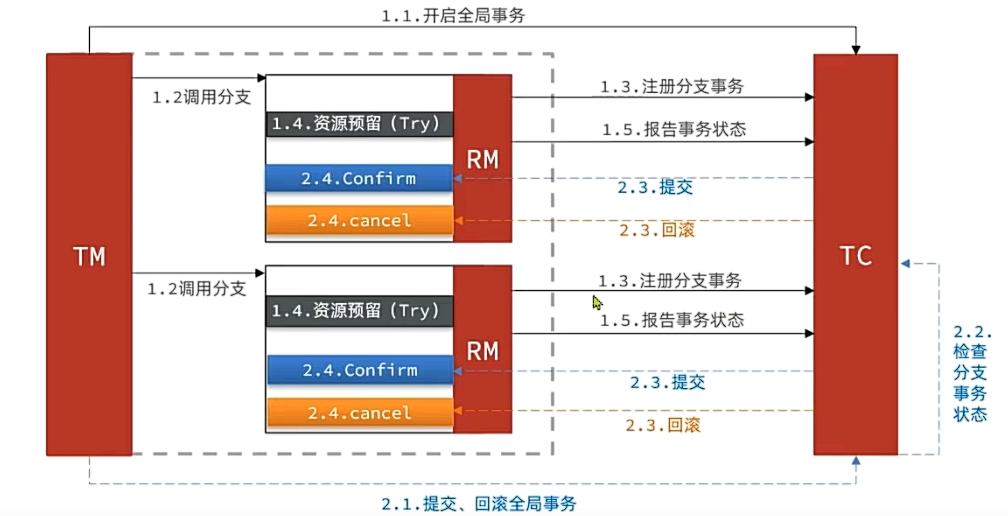 1.1.开启全局事务
TM
1.2调用分支
1.4.资源预留（Try）
2.4.Confirm
2.4.cancel
RM
1.3.注册分支事务
1.5.报告事务状态
2.3.提交
2.3.回滚
TC
1.2调用分支
1.4.资源预留（Try）
2.4.Confirm
2.4.cancel
RM
1.3.注册分支事务
1.5.报告事务状态
2.3.提交
2.3.回滚
2.2.
检查
分支
事务
状态
2.1.提交、回滚全局事务